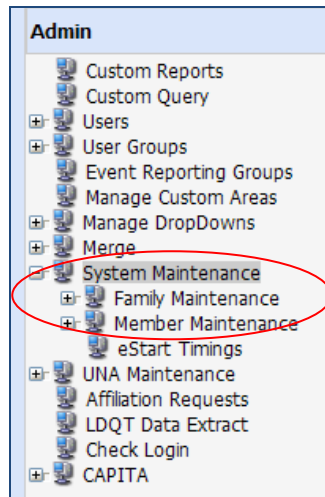 Admin
Custom Reports
Custom Query
Users
User Groups
Event Reporting Groups
Manage Custom Areas
Manage DropDowns
Merge
System Maintenance
Family Maintenance
Member Maintenance
eStart Timings
UNA Maintenance
Affiliation Requests
LDQT Data Extract
Check Login
CAPITA